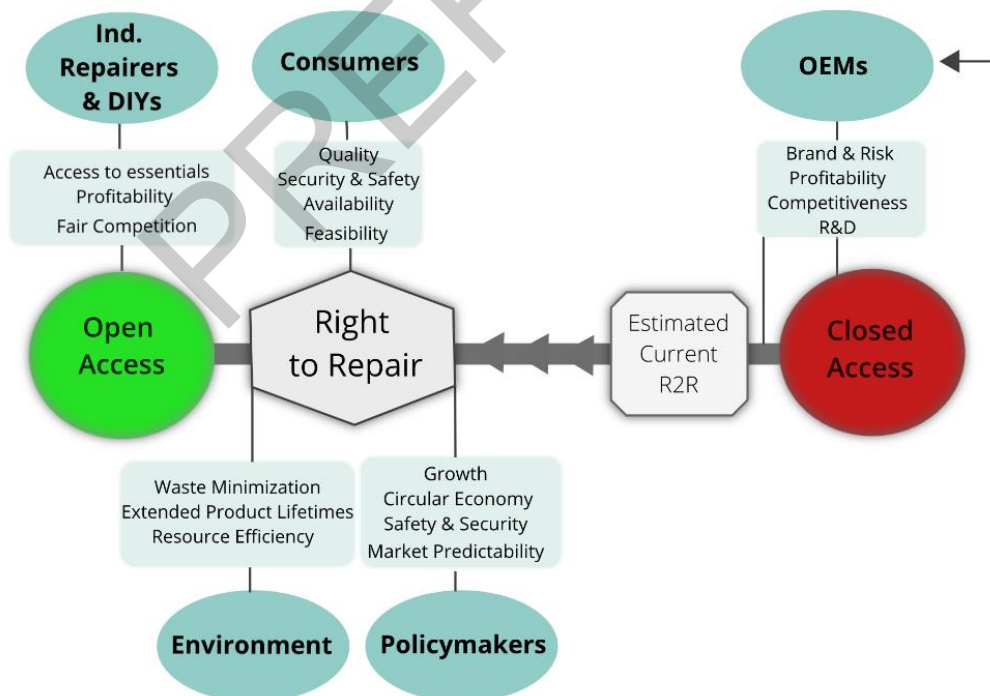 Ind.
Repairers
& DIYs
Consumers
OEMs
Access to essentials
Profitability
Fair Competition
Quality
Security & Safety
Availability
Feasibility
Brand & Risk
Profitability
Competitiveness
R&D
Open
Access
Right
to Repair
Estimated
Current
R2R
Closed
Access
Waste Minimization
Extended Product Lifetimes
Resource Efficiency
Growth
Circular Economy
Safety & Security
Market Predictability
Environment
Policymakers
PREP